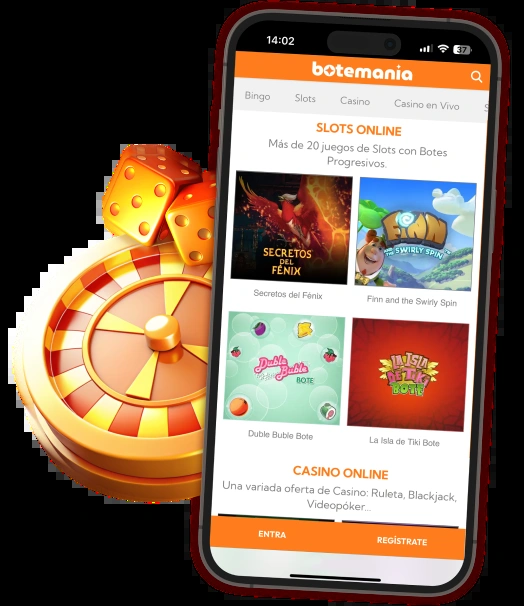 14:02
37
botemania
Bingo Slots Casino Casino en Vivo S
SLOTS ONLINE
Más de 20 juegos de Slots con Botes
Progresivos.
SECRETOS
DEL
FÉNIX
FINN
AND
THE SWIRLY SPIN
Secretos del Fénix
Finn and the Swirly Spin
Duble
Buble
BOTE
LA ISLA
DE TIKI
BOTE
Duble Buble Bote
La Isla de Tiki Bote
CASINO ONLINE
Una variada oferta de Casino: Ruleta, Blackjack,
Videopóker...
ENTRA REGÍSTRATE